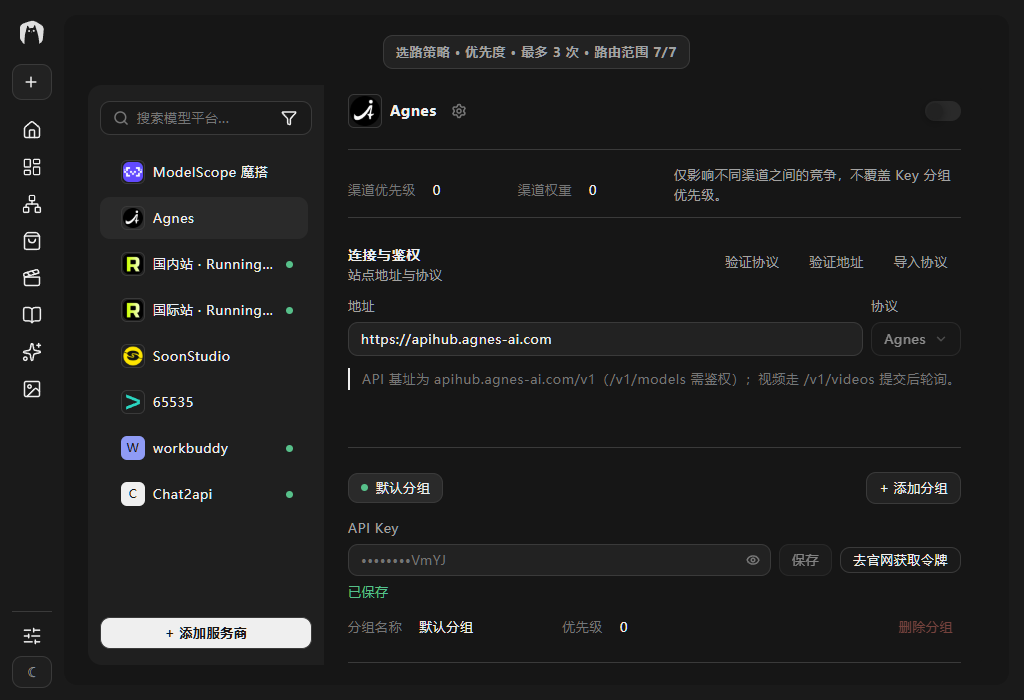 选路策略 • 优先度 • 最多 3 次 • 路由范围 7/7
搜索模型平台...
ModelScope 魔搭
Agnes
国内站 · Running...
国际站 · Running...
SoonStudio
65535
W workbuddy
C Chat2api
+ 添加服务商
Agnes
渠道优先级 0
渠道权重 0
仅影响不同渠道之间的竞争，不覆盖 Key 分组
优先级。
连接与鉴权
站点地址与协议
验证协议
验证地址
导入协议
地址
协议
https://apihub.agnes-ai.com
Agnes
API 基址为 apihub.agnes-ai.com/v1（/v1/models 需鉴权）；视频走 /v1/videos 提交后轮询。
默认分组
+ 添加分组
API Key
••••••••VmYJ
保存
去官网获取令牌
已保存
分组名称 默认分组
优先级 0
删除分组